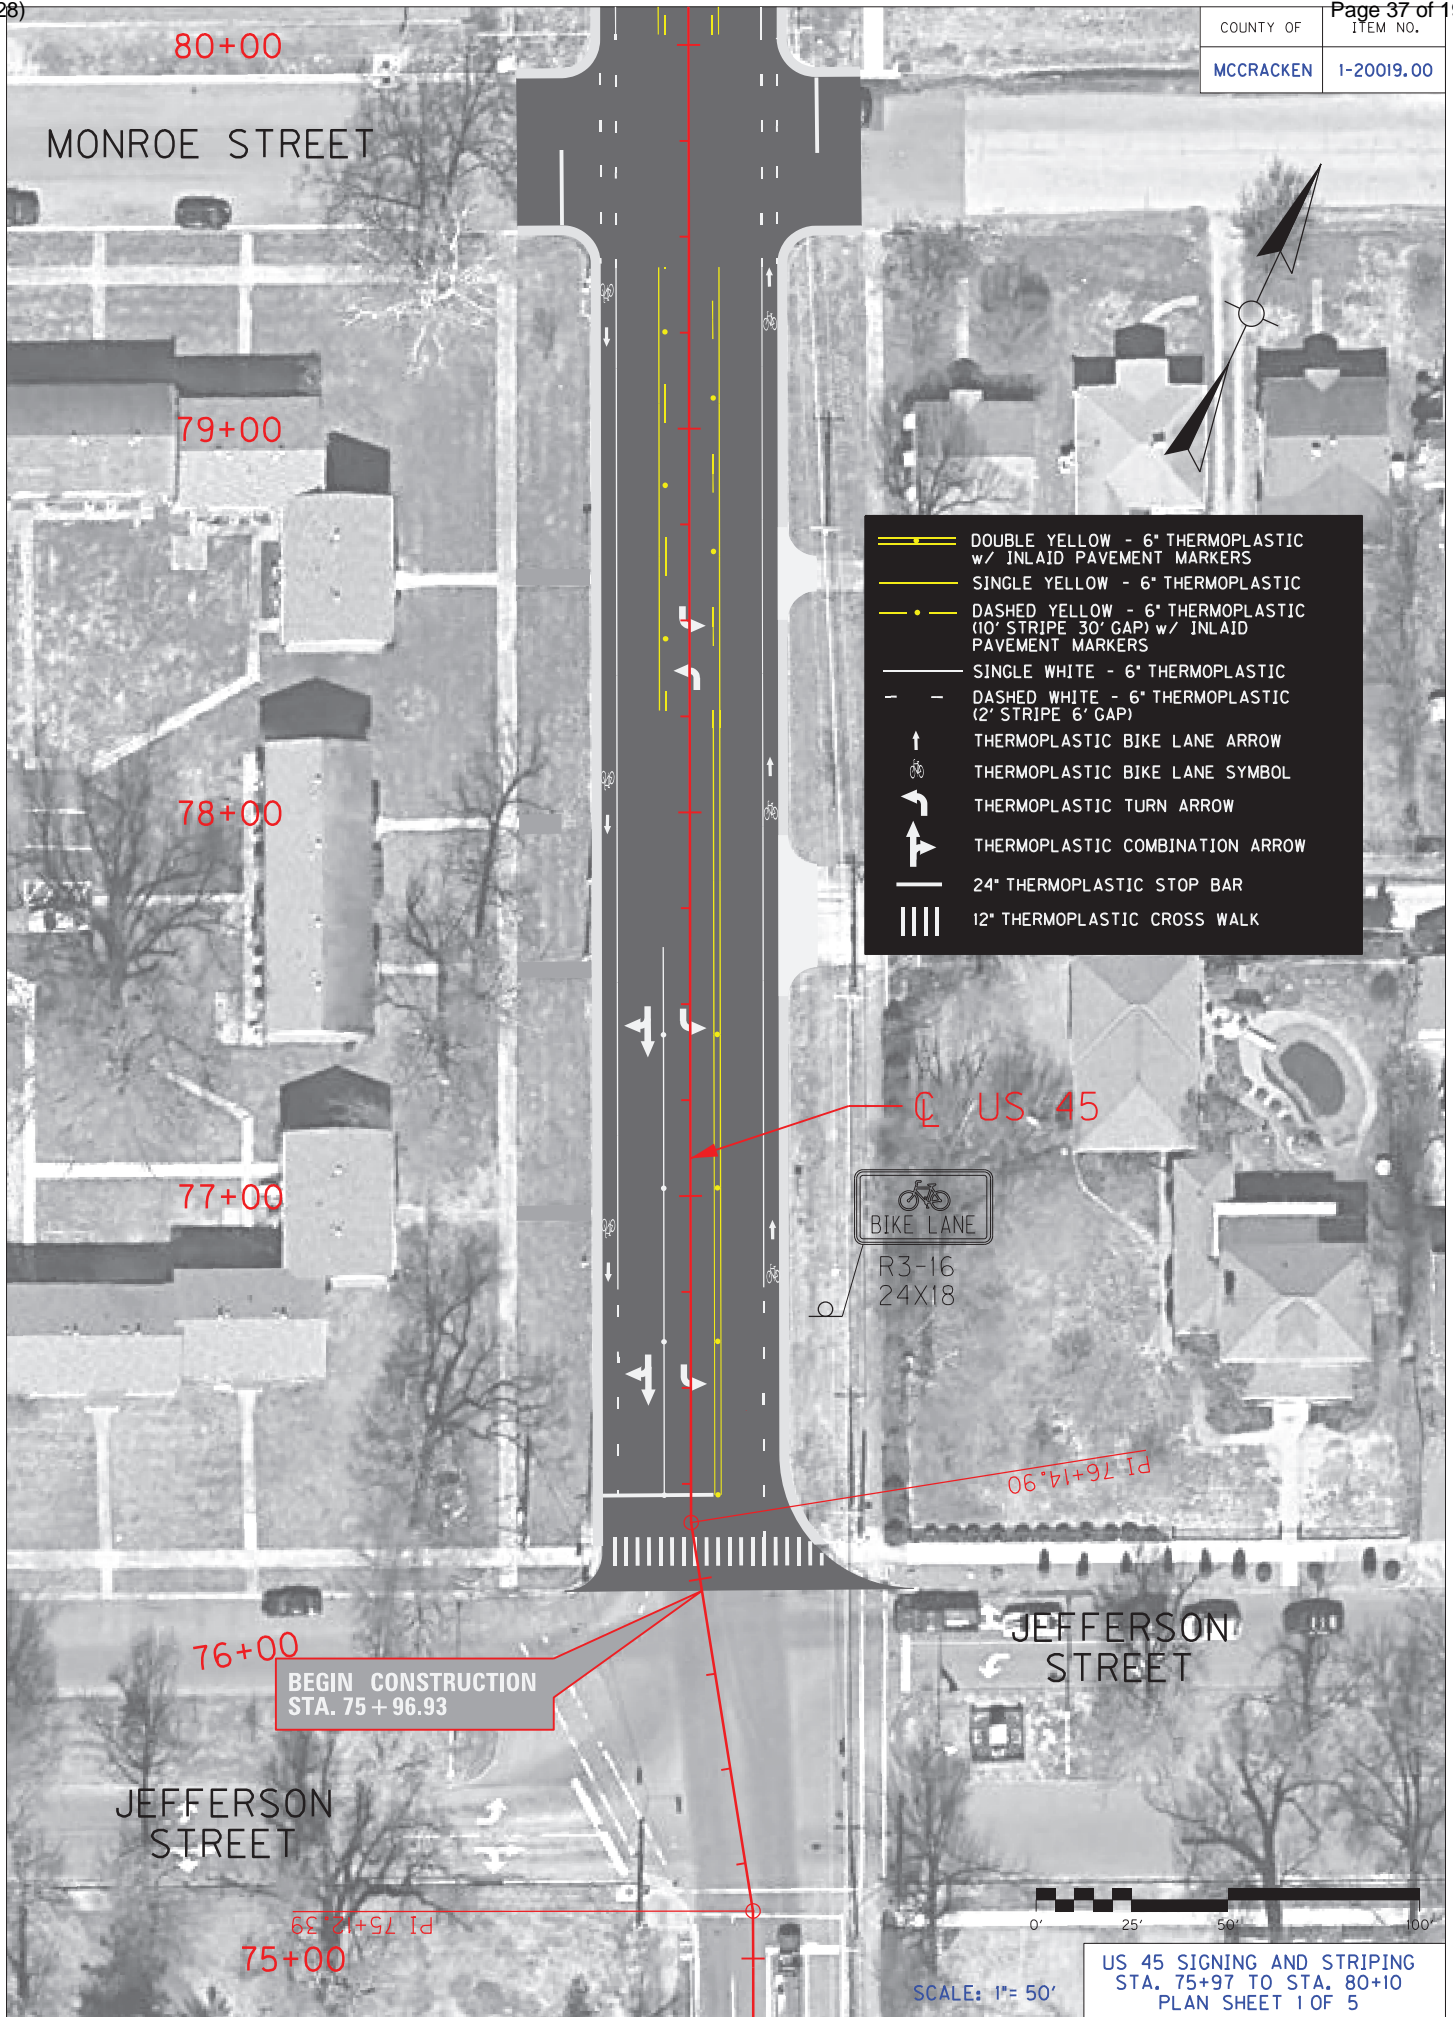 28)
Page 37 of 1
COUNTY OF
ITEM NO.
MCCRACKEN
1-20019.00
80+00
MONROE STREET
79+00
DOUBLE YELLOW - 6" THERMOPLASTIC
w/ INLAID PAVEMENT MARKERS
SINGLE YELLOW - 6" THERMOPLASTIC
DASHED YELLOW - 6" THERMOPLASTIC
(10' STRIPE 30' GAP) w/ INLAID
PAVEMENT MARKERS
SINGLE WHITE - 6" THERMOPLASTIC
DASHED WHITE - 6" THERMOPLASTIC
(2' STRIPE 6' GAP)
THERMOPLASTIC BIKE LANE ARROW
THERMOPLASTIC BIKE LANE SYMBOL
THERMOPLASTIC TURN ARROW
THERMOPLASTIC COMBINATION ARROW
24" THERMOPLASTIC STOP BAR
12" THERMOPLASTIC CROSS WALK
78+00
℄ US 45
77+00
BIKE LANE
R3-16
24X18
PI 76+14.90
76+00
BEGIN CONSTRUCTION
STA. 75+96.93
JEFFERSON
STREET
JEFFERSON
STREET
PI 75+12.39
75+00
0' 25' 50' 100'
SCALE: 1"= 50'
US 45 SIGNING AND STRIPING
STA. 75+97 TO STA. 80+10
PLAN SHEET 1 OF 5